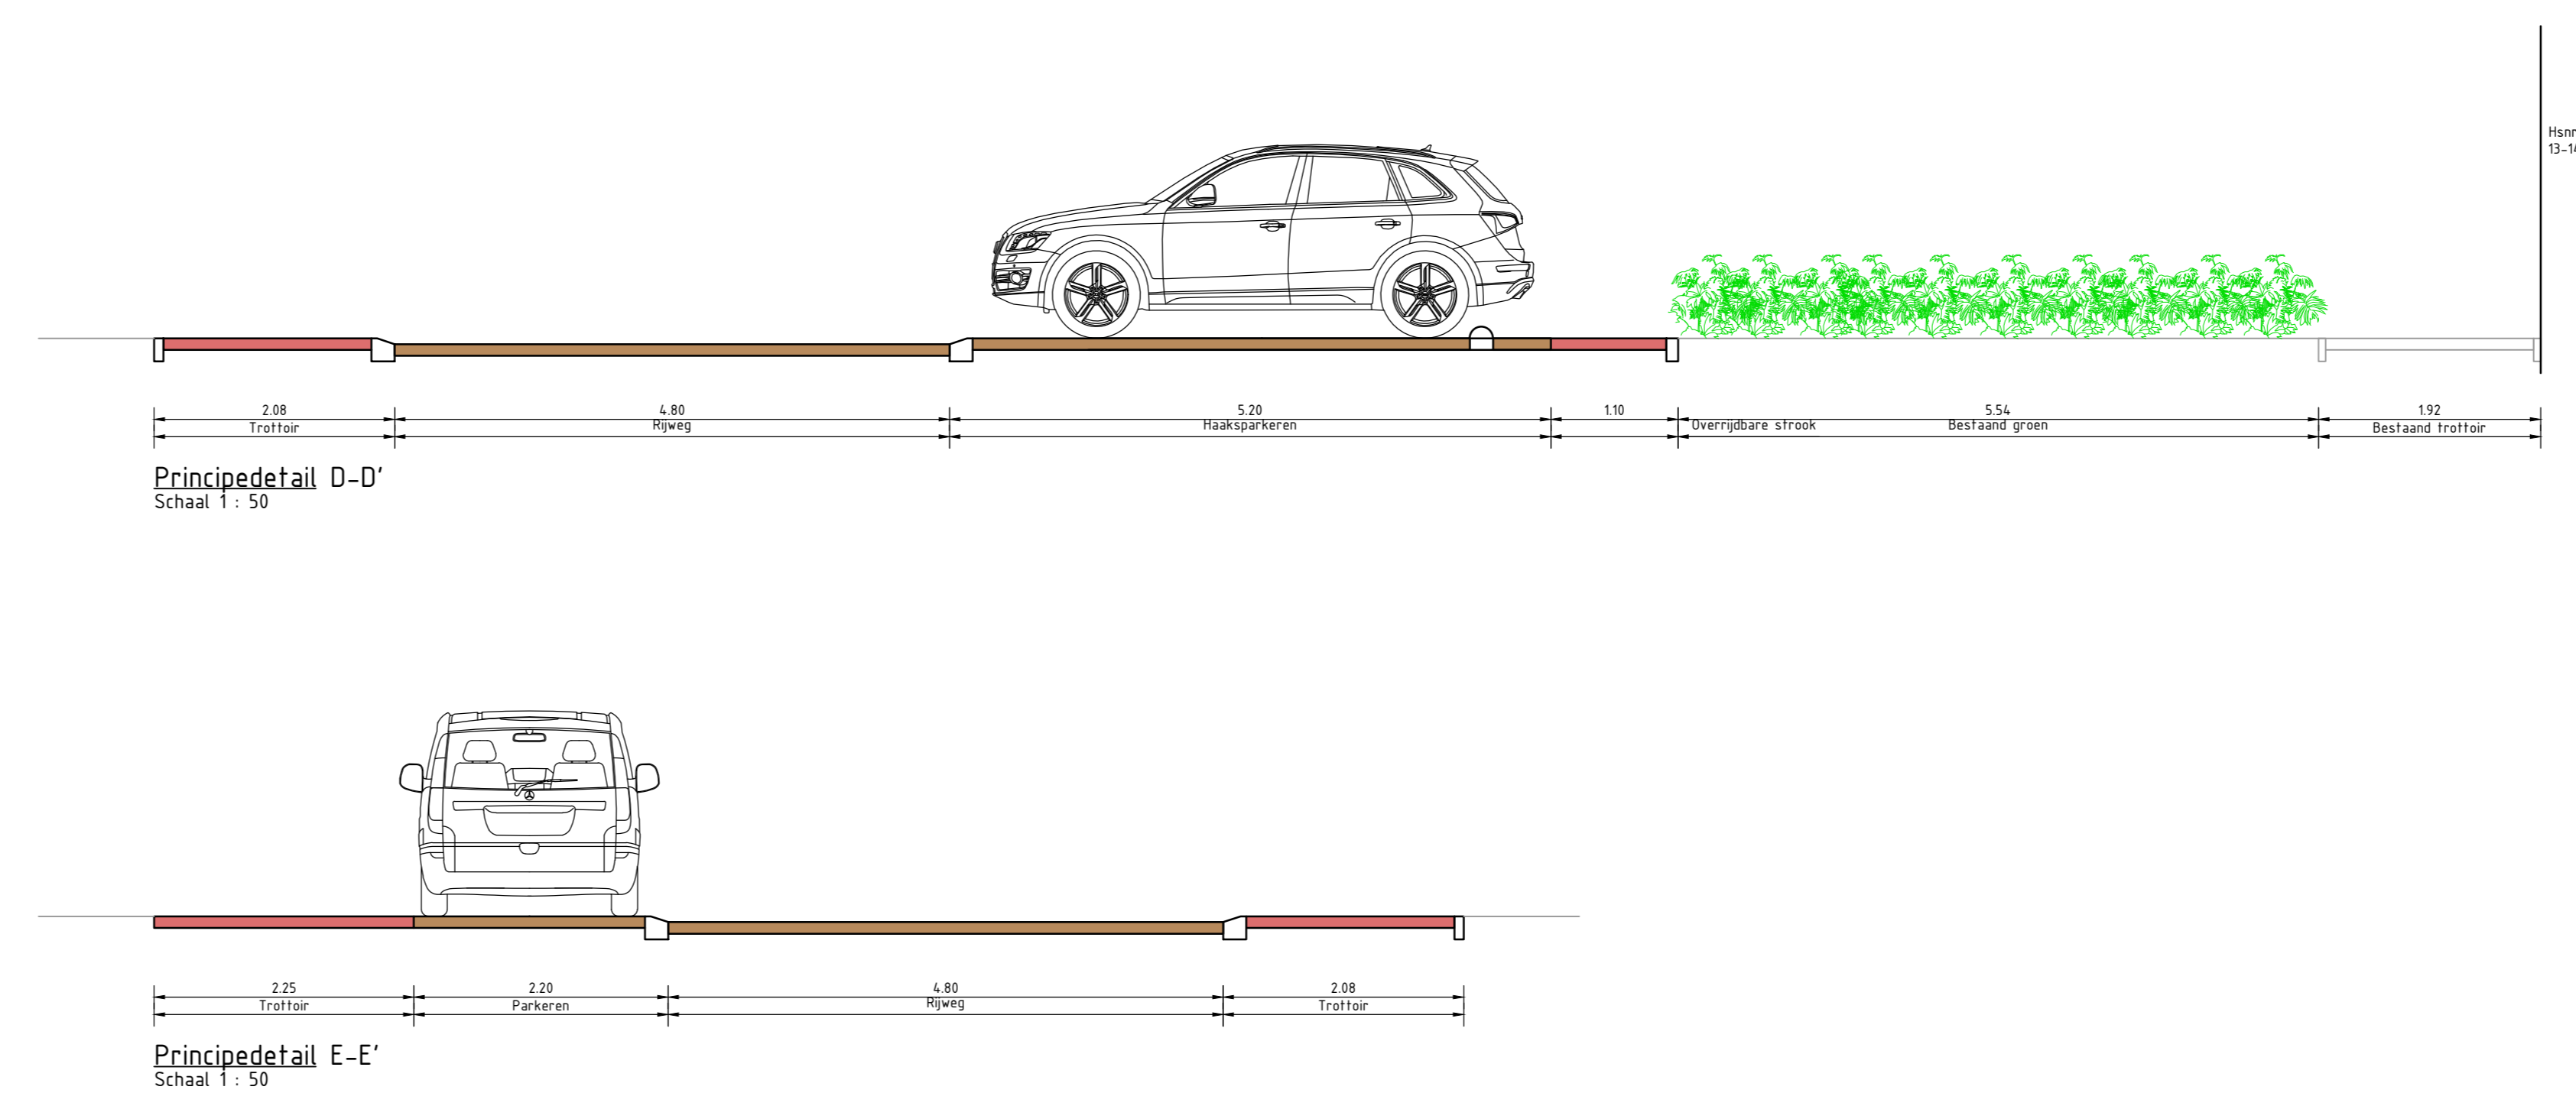 Hsnr
13-14
2.08 4.80 5.20 1.10 5.54 1.92
Trottoir Rijweg Haaksparkeren Overrijdbare strook Bestaand groen Bestaand trottoir
Principedetail D-D'
Schaal 1 : 50
2.25 2.20 4.80 2.08
Trottoir Parkeren Rijweg Trottoir
Principedetail E-E'
Schaal 1 : 50